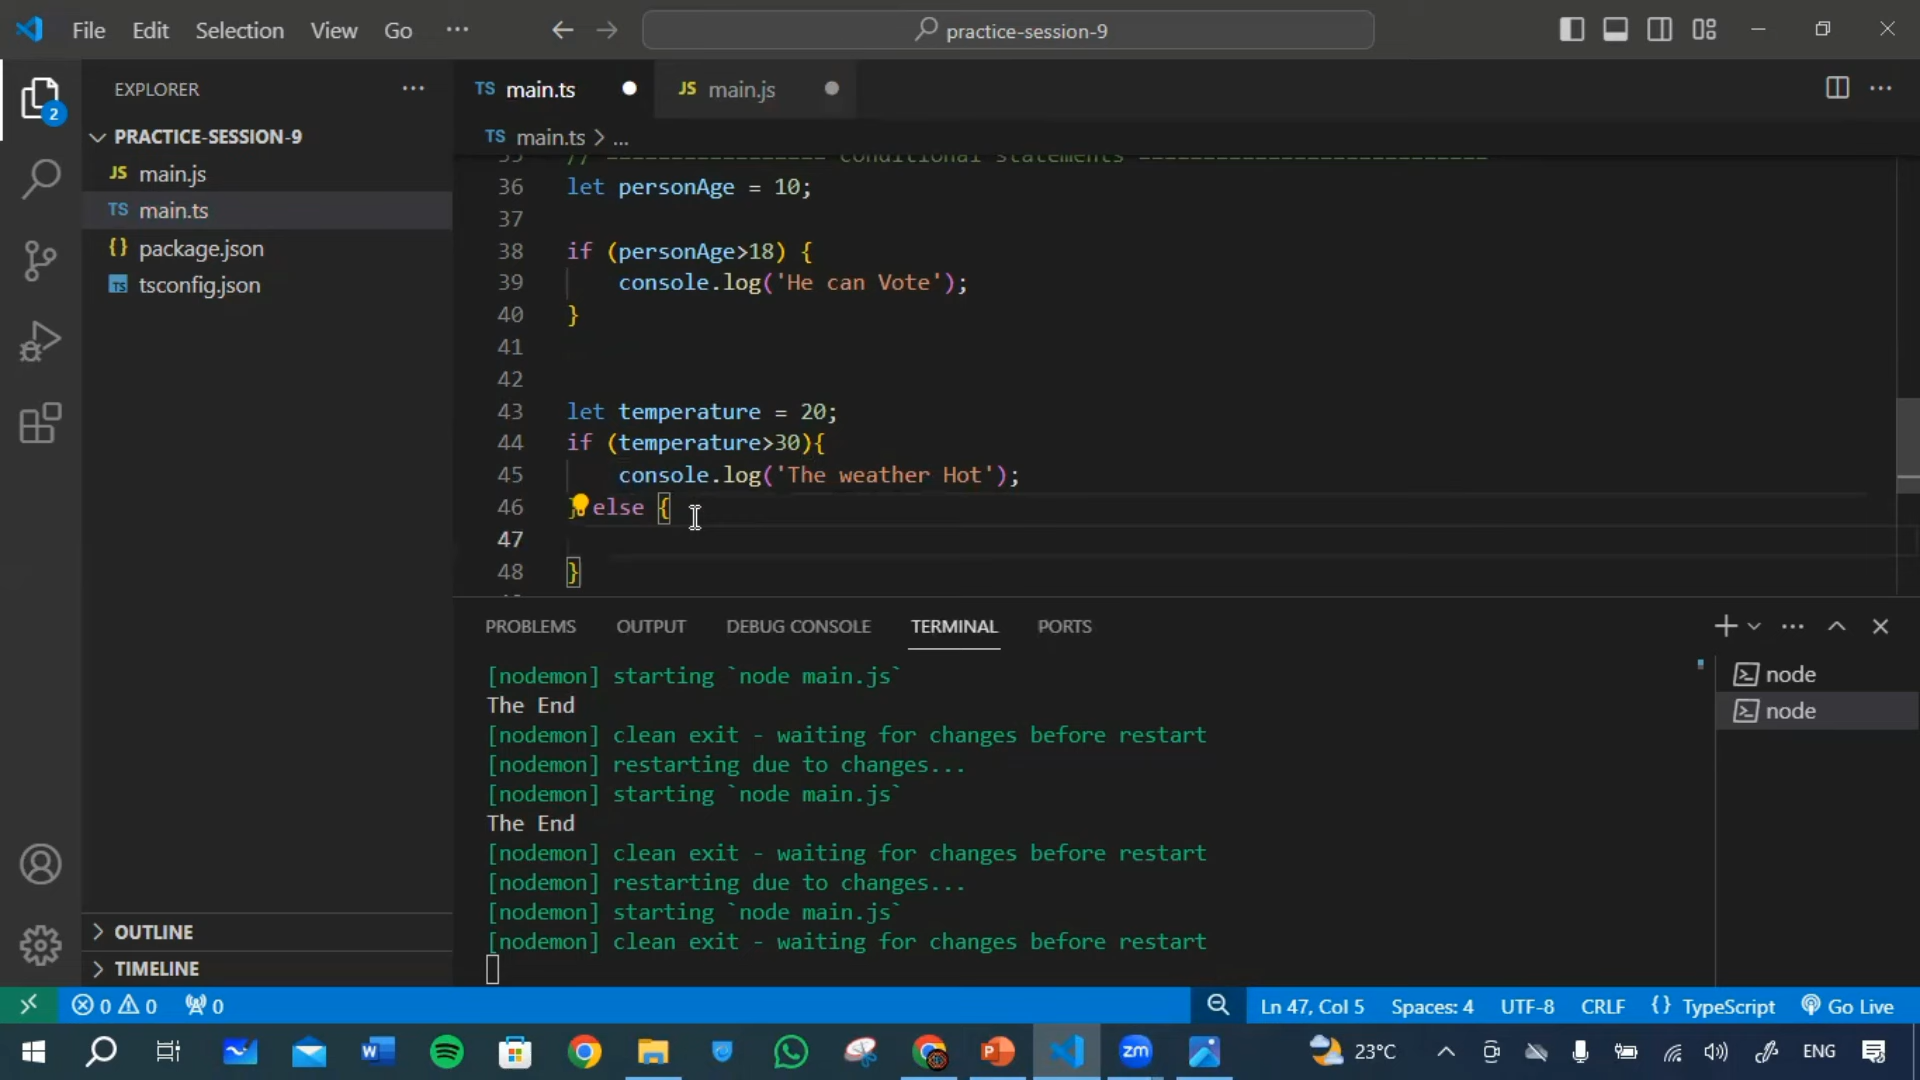 File Edit Selection View Go ···
practice-session-9
EXPLORER ···
2
PRACTICE-SESSION-9
JS main.js
TS main.ts
{} package.json
TS tsconfig.json
OUTLINE
TIMELINE
TS main.ts
JS main.js
TS main.ts > ...
35 // ================= conditional statements ===========================
36 let personAge = 10;
37
38 if (personAge>18) {
39 console.log('He can Vote');
40 }
41
42
43 let temperature = 20;
44 if (temperature>30){
45 console.log('The weather Hot');
46 } else {
47
48 }
PROBLEMS OUTPUT DEBUG CONSOLE TERMINAL PORTS
[nodemon] starting `node main.js`
The End
[nodemon] clean exit - waiting for changes before restart
[nodemon] restarting due to changes...
[nodemon] starting `node main.js`
The End
[nodemon] clean exit - waiting for changes before restart
[nodemon] restarting due to changes...
[nodemon] starting `node main.js`
[nodemon] clean exit - waiting for changes before restart
node
node
0 0 0
Ln 47, Col 5 Spaces: 4 UTF-8 CRLF {} TypeScript Go Live
W P zm
23°C ENG